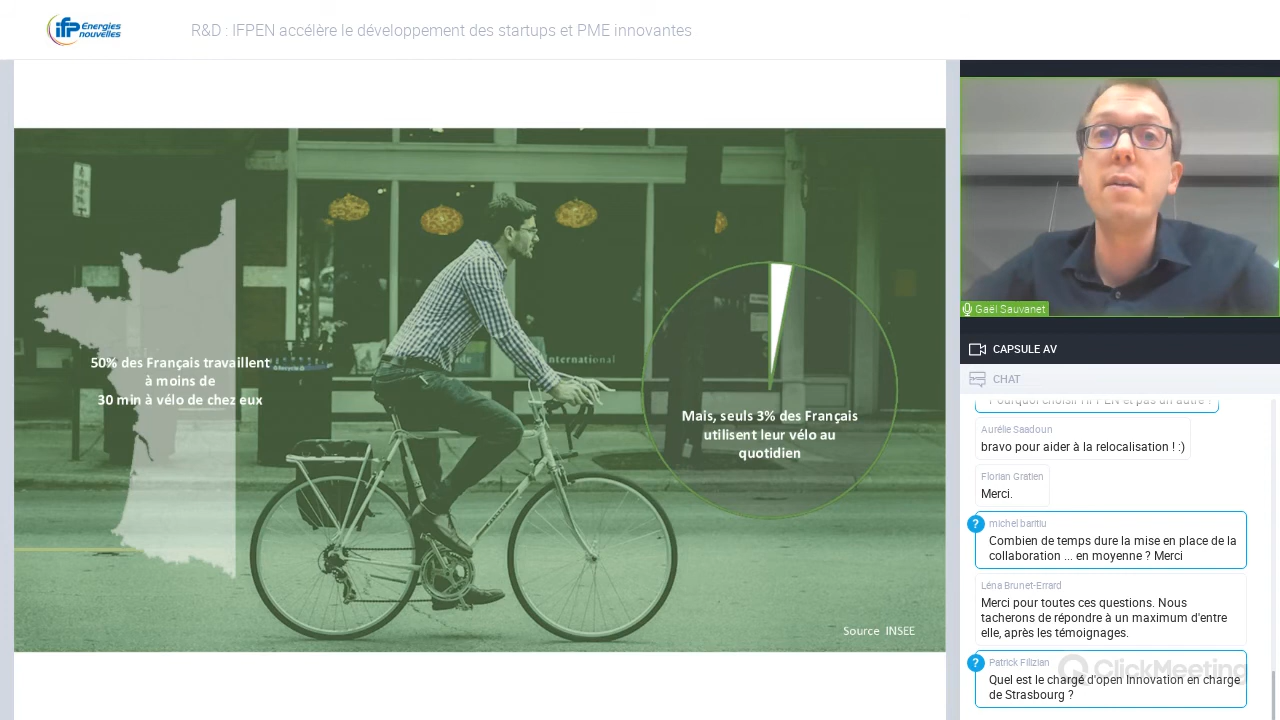 ifp Energies
nouvelles
R&D : IFPEN accélère le développement des startups et PME innovantes
50% des Français travaillent
à moins de
30 min à vélo de chez eux
International
Mais, seuls 3% des Français
utilisent leur vélo au
quotidien
Source INSEE
Gaël Sauvanet
CAPSULE AV
CHAT
Aurélie Saadoun
bravo pour aider à la relocalisation ! :)
Florian Gratien
Merci.
?
michel baritiu
Combien de temps dure la mise en place de la
collaboration ... en moyenne ? Merci
Léna Brunet-Errard
Merci pour toutes ces questions. Nous
tacherons de répondre à un maximum d'entre
elle, après les témoignages.
?
Patrick Filizian
ClickMeeting
Quel est le chargé d'open Innovation en charge
de Strasbourg ?